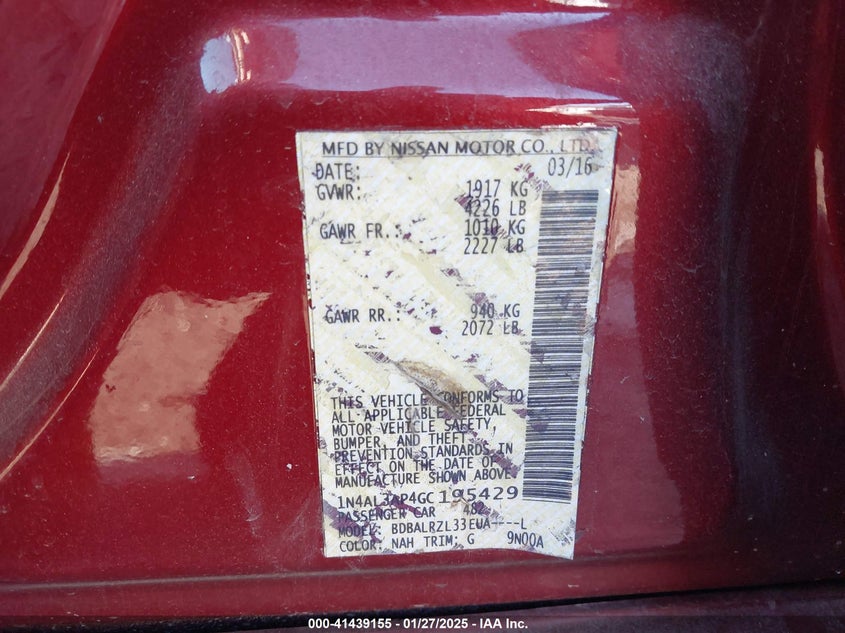 MFD BY NISSAN MOTOR CO., LTD.
DATE: 03/16
GVWR: 1917 KG
4226 LB
GAWR FR.: 1010 KG
2227 LB
GAWR RR.: 940 KG
2072 LB
THIS VEHICLE CONFORMS TO
ALL APPLICABLE FEDERAL
MOTOR VEHICLE SAFETY,
BUMPER, AND THEFT
PREVENTION STANDARDS IN
EFFECT ON THE DATE OF
MANUFACTURE SHOWN ABOVE
1N4AL3AP4GC195429
PASSENGER CAR 482
MODEL: BDBALRZL33EUA----L
COLOR: NAH TRIM: G 9N00A
000-41439155 - 01/27/2025 - IAA Inc.